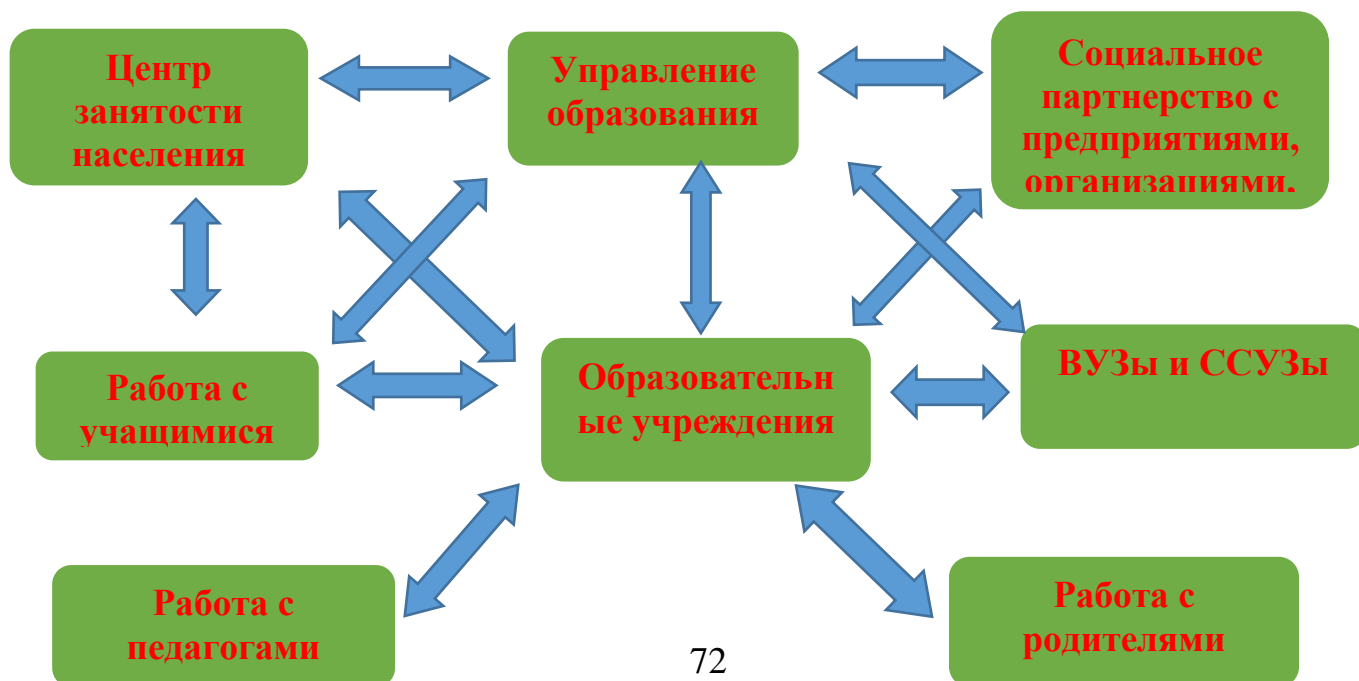 Центр
занятости
населения
Управление
образования
Социальное
партнерство с
предприятиями,
организациями,
Работа с
учащимися
Образовательн
ые учреждения
ВУЗы и ССУЗы
Работа с
педагогами
Работа с
родителями
72